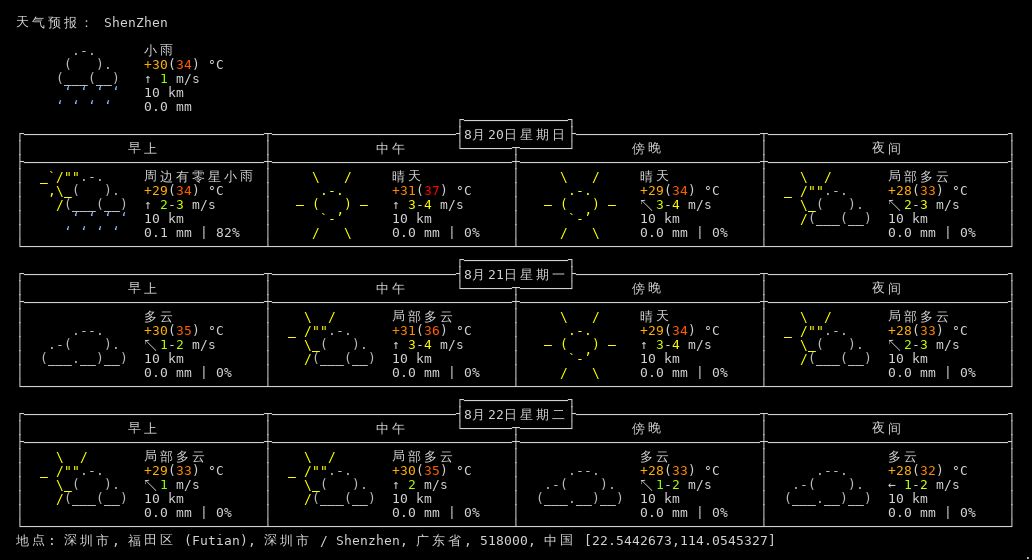 天气预报： ShenZhen
小雨
+30(34) °C
↑ 1 m/s
10 km
0.0 mm
8月20日星期日
早上 中午 傍晚 夜间
周边有零星小雨 晴天 晴天 局部多云
+29(34) °C +31(37) °C +29(34) °C +28(33) °C
↑ 2-3 m/s ↑ 3-4 m/s ↖ 3-4 m/s ↖ 2-3 m/s
10 km 10 km 10 km 10 km
0.1 mm | 82% 0.0 mm | 0% 0.0 mm | 0% 0.0 mm | 0%
8月21日星期一
早上 中午 傍晚 夜间
多云 局部多云 晴天 局部多云
+30(35) °C +31(36) °C +29(34) °C +28(33) °C
↖ 1-2 m/s ↑ 3-4 m/s ↑ 3-4 m/s ↖ 2-3 m/s
10 km 10 km 10 km 10 km
0.0 mm | 0% 0.0 mm | 0% 0.0 mm | 0% 0.0 mm | 0%
8月22日星期二
早上 中午 傍晚 夜间
局部多云 局部多云 多云 多云
+29(33) °C +30(35) °C +28(33) °C +28(32) °C
↖ 1 m/s ↑ 2 m/s ↖ 1-2 m/s ← 1-2 m/s
10 km 10 km 10 km 10 km
0.0 mm | 0% 0.0 mm | 0% 0.0 mm | 0% 0.0 mm | 0%
地点: 深圳市, 福田区 (Futian), 深圳市 / Shenzhen, 广东省, 518000, 中国 [22.5442673,114.0545327]